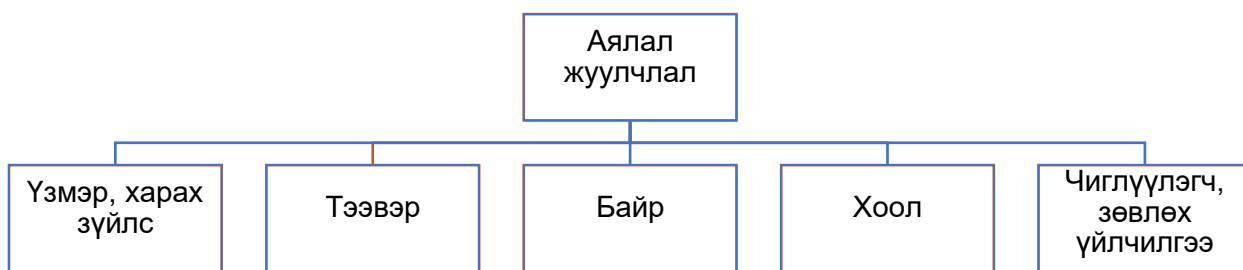 Аялал
жуулчлал
Үзмэр, харах
зүйлс
Тээвэр
Байр
Хоол
Чиглүүлэгч,
зөвлөх
үйлчилгээ